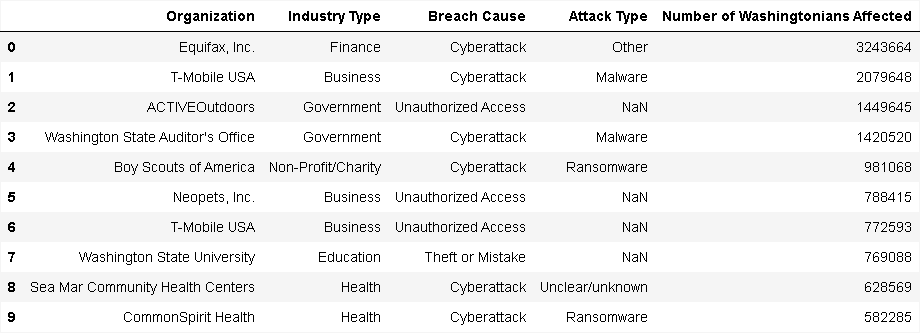 Organization Industry Type Breach Cause Attack Type Number of Washingtonians Affected
0 Equifax, Inc. Finance Cyberattack Other 3243664
1 T-Mobile USA Business Cyberattack Malware 2079648
2 ACTIVEOutdoors Government Unauthorized Access NaN 1449645
3 Washington State Auditor's Office Government Cyberattack Malware 1420520
4 Boy Scouts of America Non-Profit/Charity Cyberattack Ransomware 981068
5 Neopets, Inc. Business Unauthorized Access NaN 788415
6 T-Mobile USA Business Unauthorized Access NaN 772593
7 Washington State University Education Theft or Mistake NaN 769088
8 Sea Mar Community Health Centers Health Cyberattack Unclear/unknown 628569
9 CommonSpirit Health Health Cyberattack Ransomware 582285